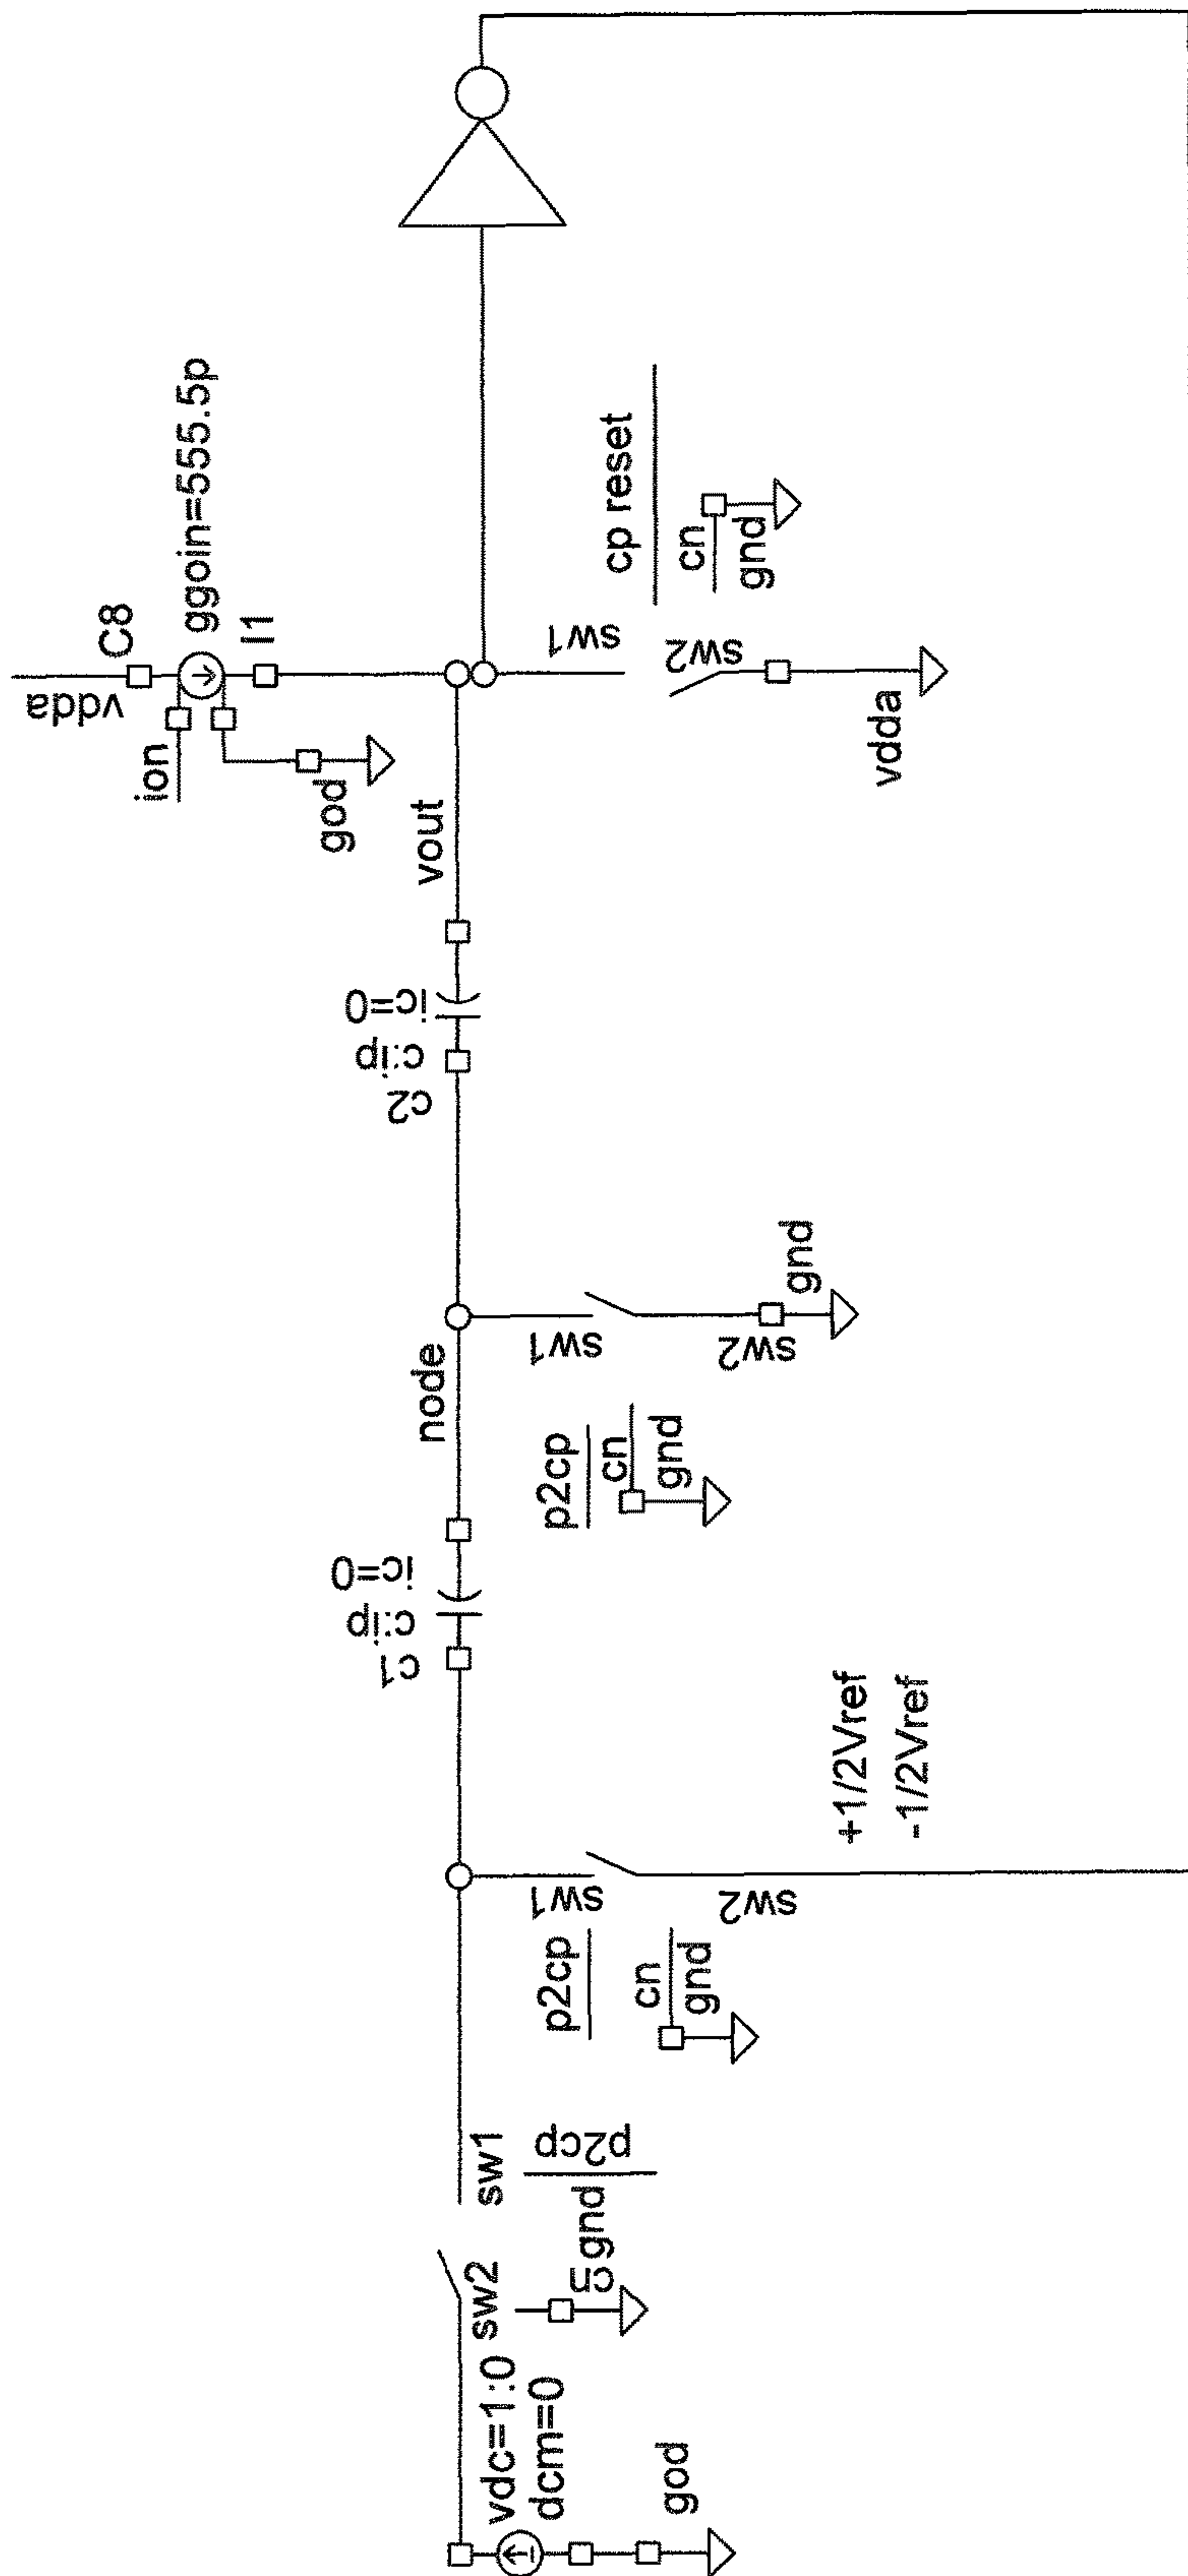 vdda
C8
ggoin=555.5p
ion
I1
god
vout
ic=0
c:ip
c2
sw1
sw2
cp reset
cn
gnd
vdda
node
sw1
sw2
gnd
p2cp
cn
gnd
ic=0
c:ip
c1
sw1
sw2
+1/2Vref
-1/2Vref
p2cp
cn
gnd
sw1
p2cp
sw2
gnd
cn
vdc=1:0
dcm=0
god